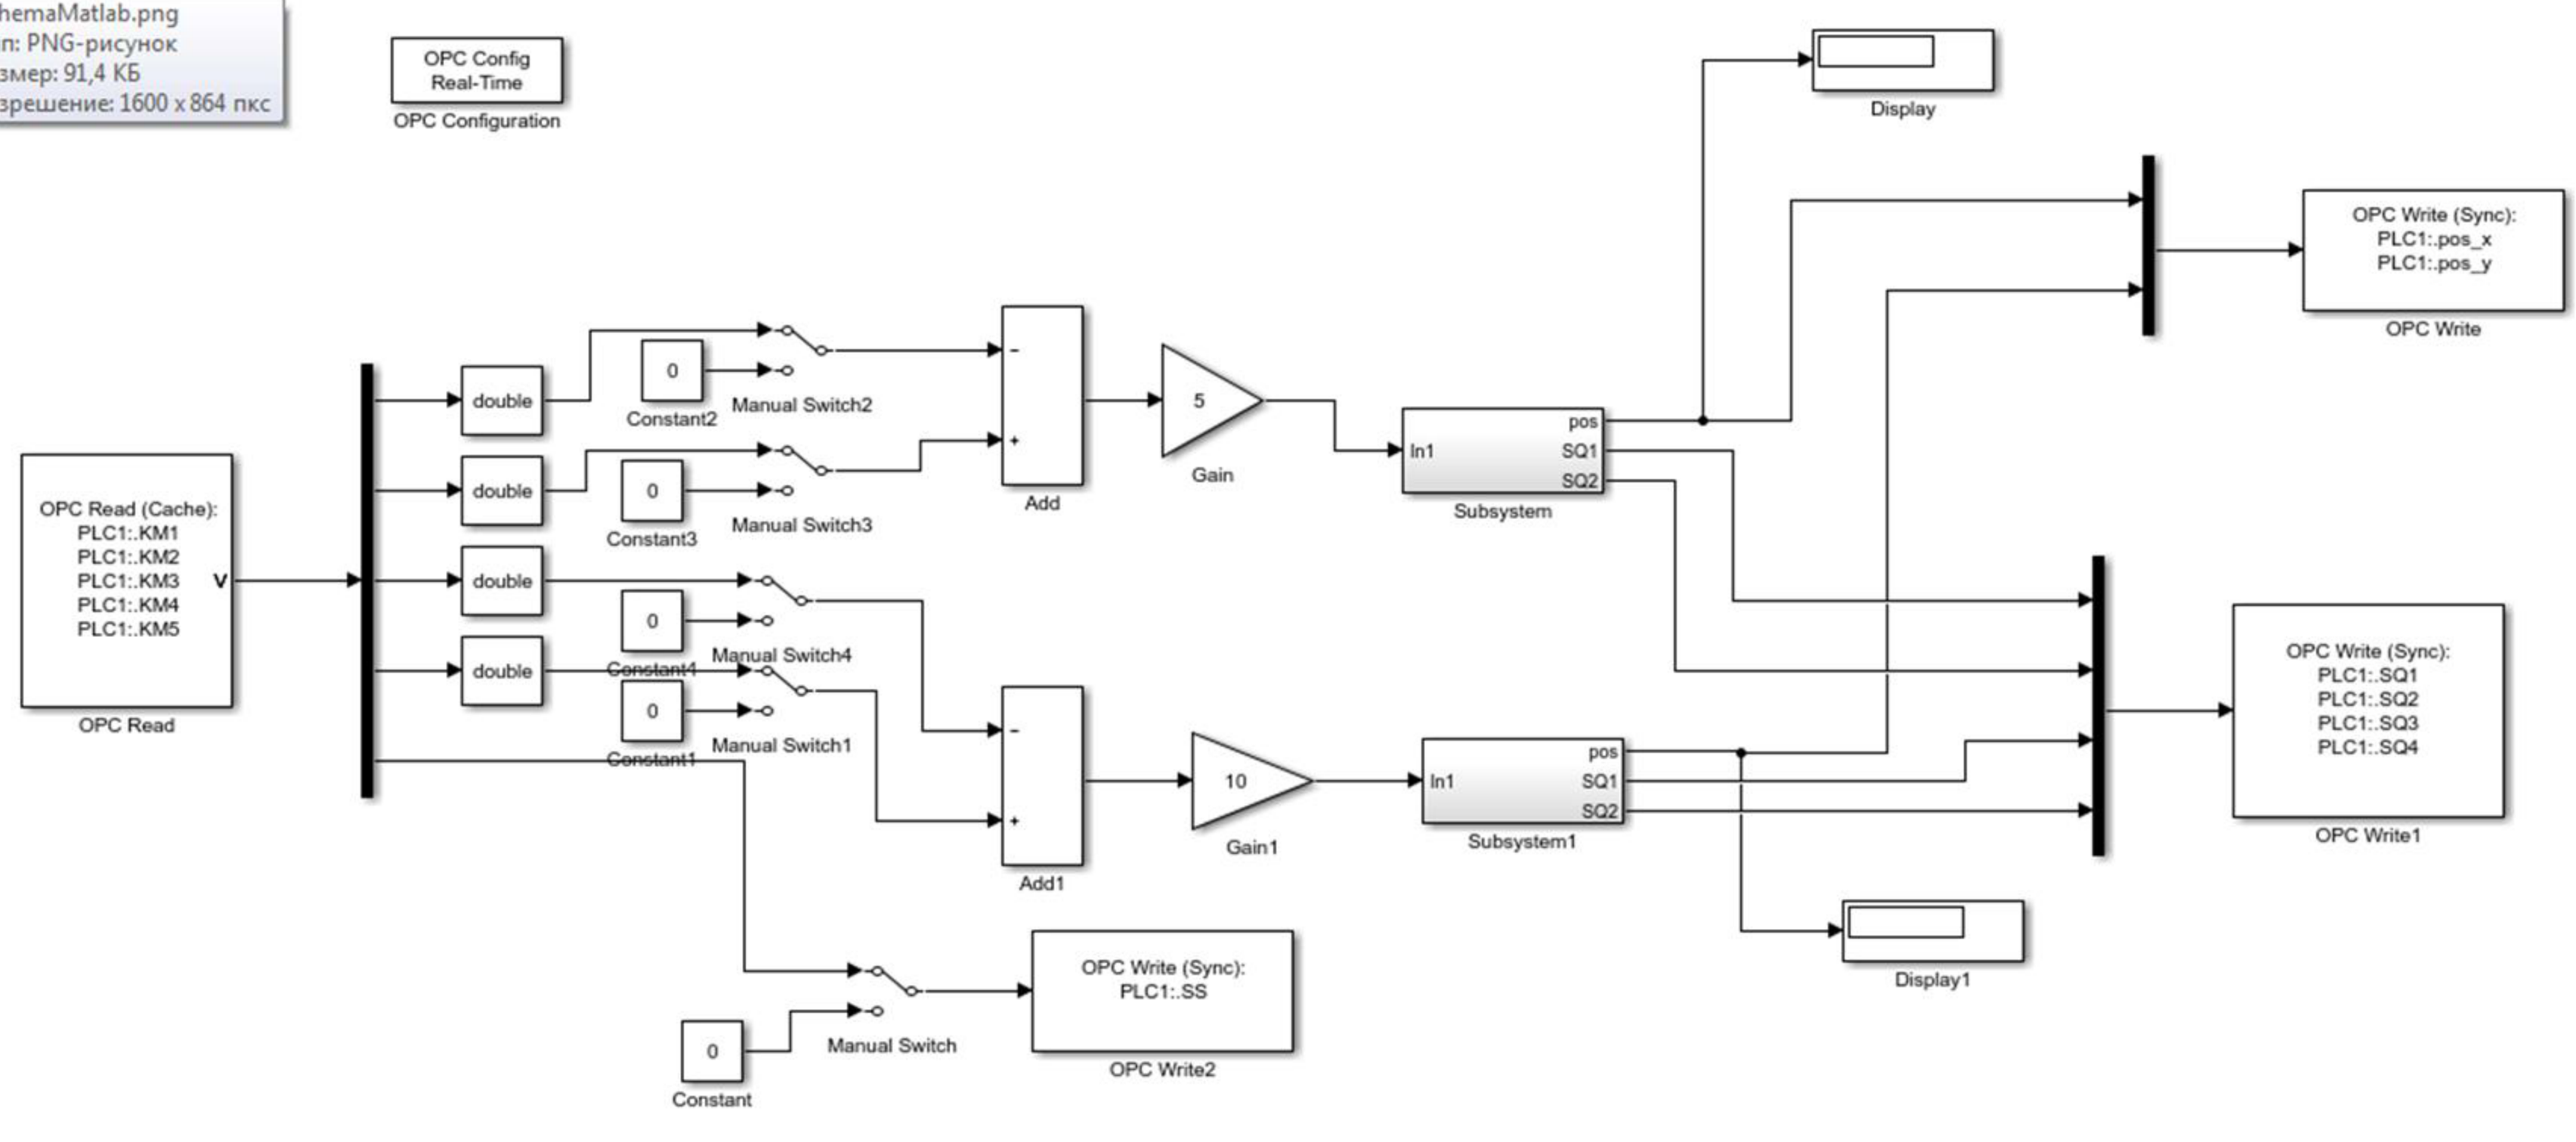 hemaMatlab.png
п: PNG-рисунок
змер: 91,4 КБ
зрешение: 1600 x 864 пкс
OPC Config
Real-Time
OPC Configuration
Display
OPC Write (Sync):
PLC1:.pos_x
PLC1:.pos_y
OPC Write
OPC Read (Cache):
PLC1:.KM1
PLC1:.KM2
PLC1:.KM3
PLC1:.KM4
PLC1:.KM5
V
OPC Read
double
double
double
double
0
Constant2
Manual Switch2
0
Constant3
Manual Switch3
0
Constant4
Manual Switch4
0
Constant1
Manual Switch1
-
+
Add
5
Gain
In1
pos
SQ1
SQ2
Subsystem
-
+
Add1
10
Gain1
In1
pos
SQ1
SQ2
Subsystem1
OPC Write (Sync):
PLC1:.SQ1
PLC1:.SQ2
PLC1:.SQ3
PLC1:.SQ4
OPC Write1
Display1
0
Constant
Manual Switch
OPC Write (Sync):
PLC1:.SS
OPC Write2